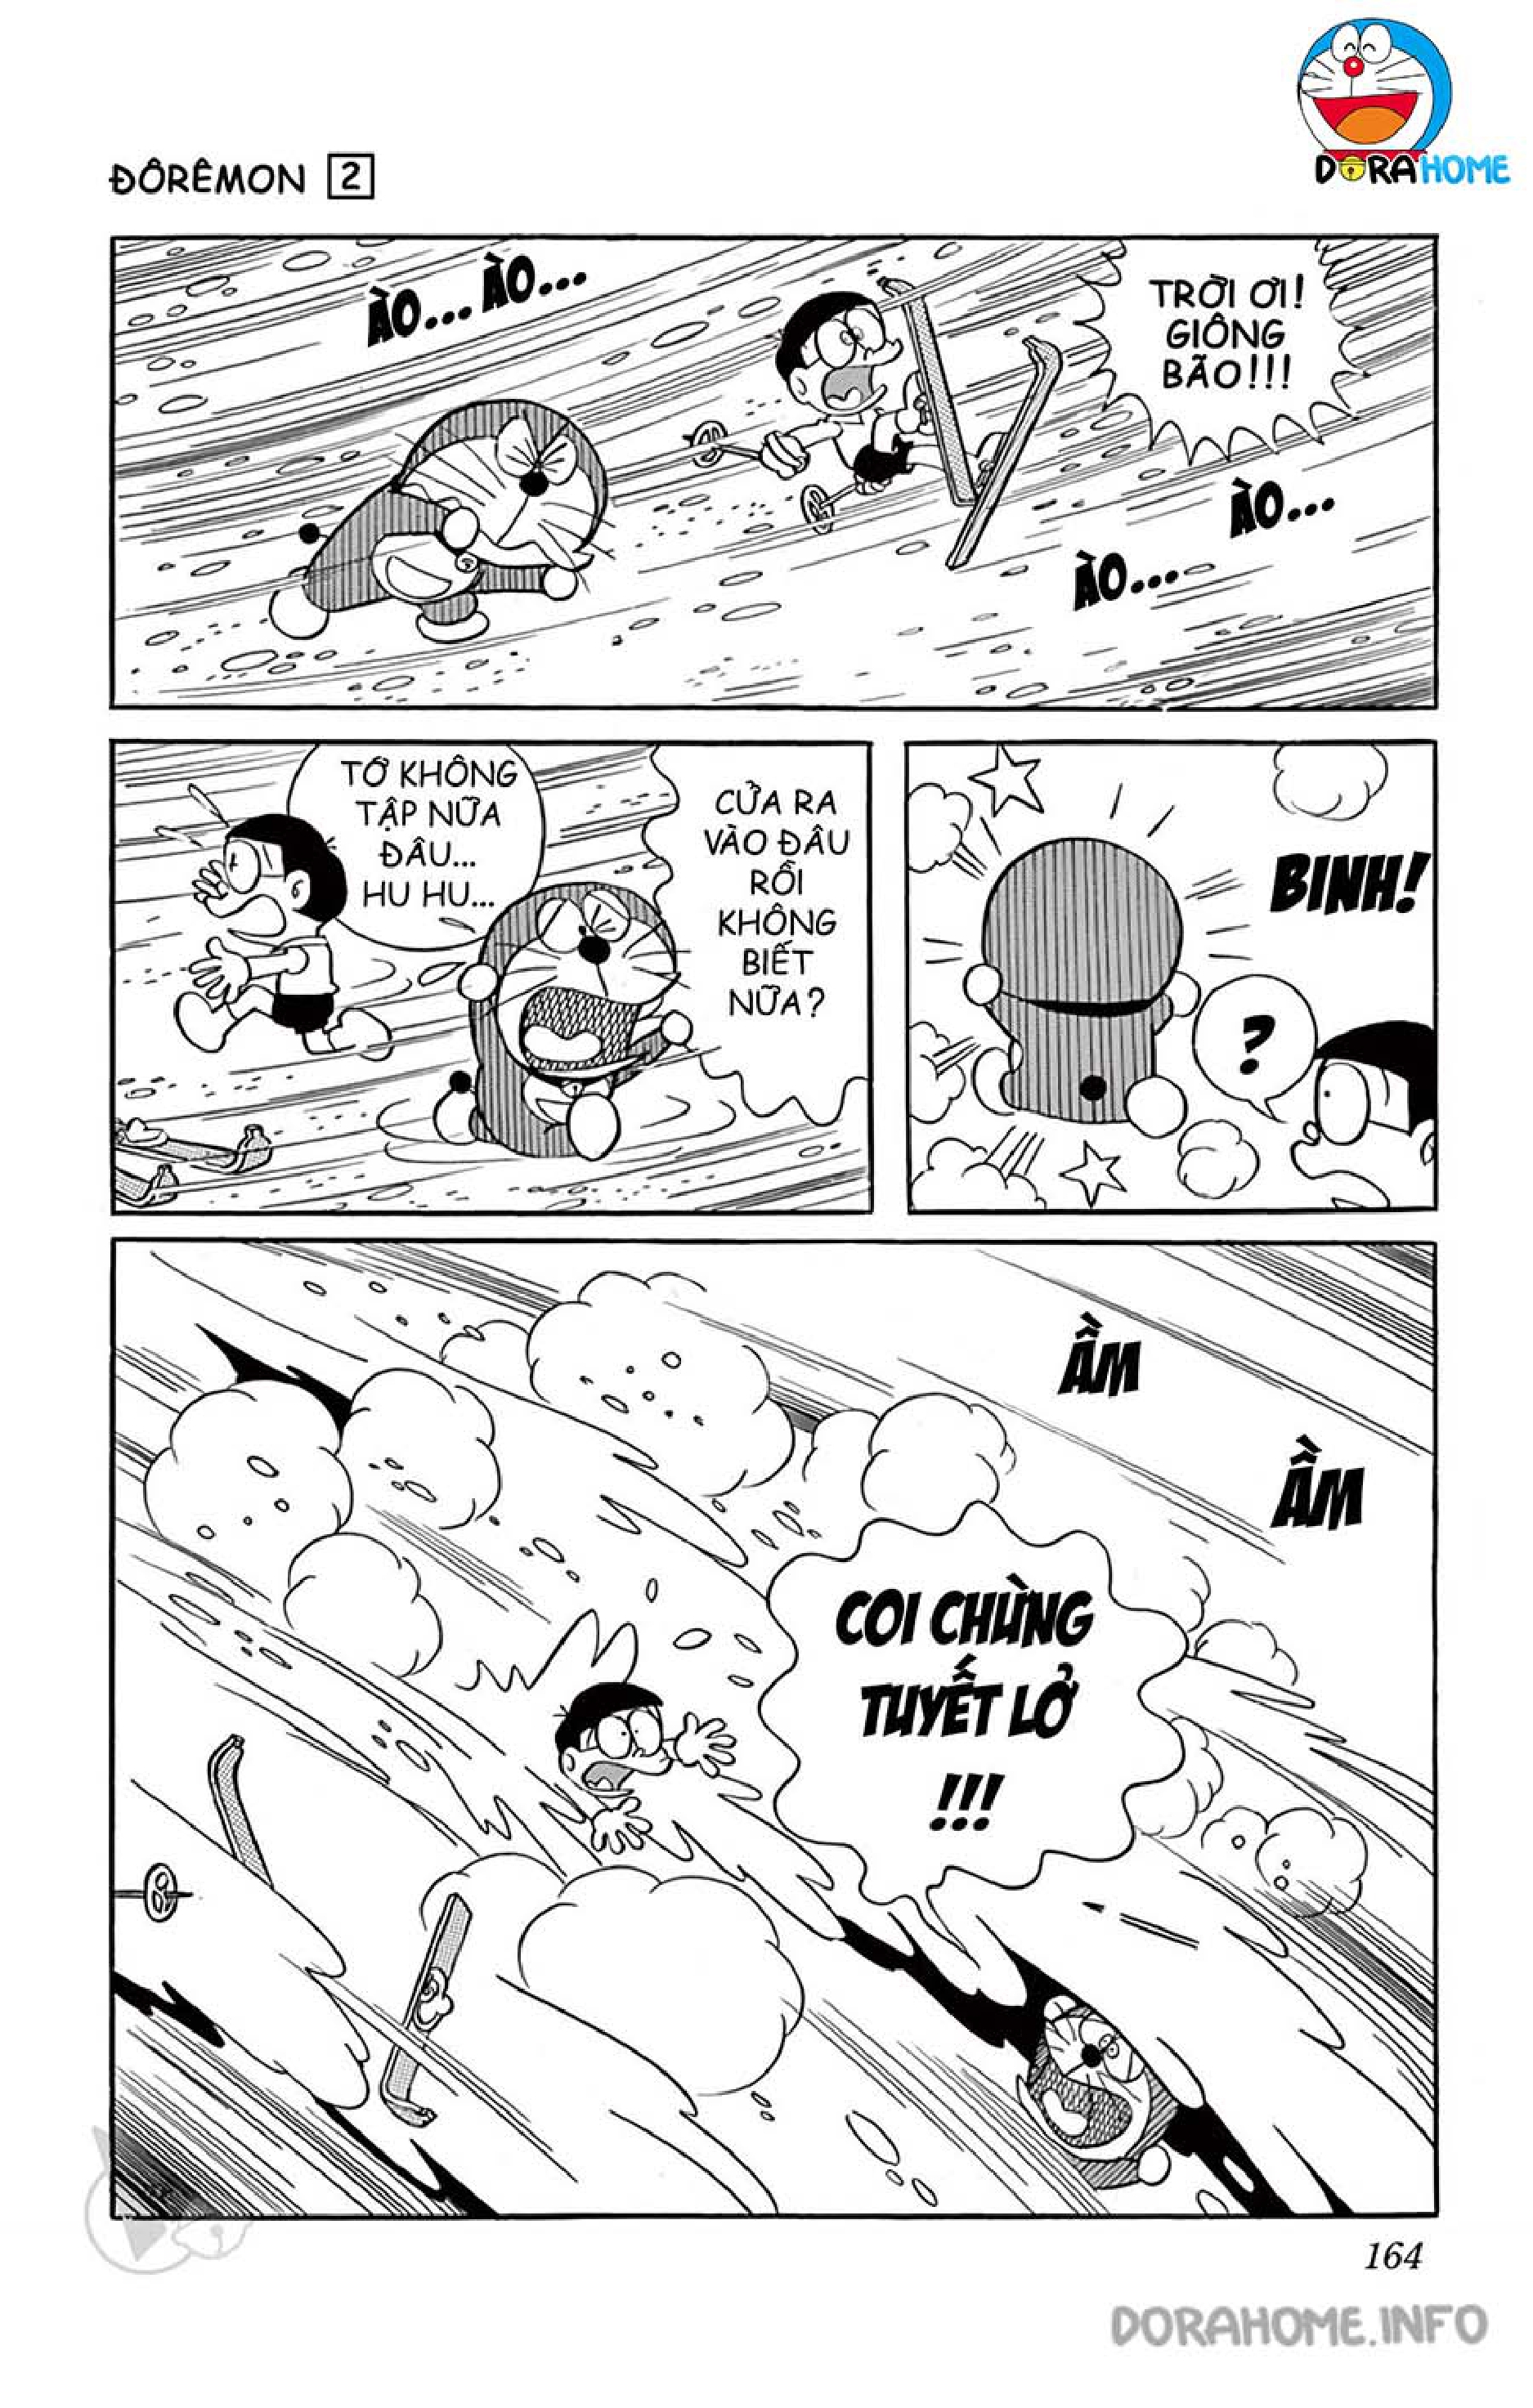 DORAHOME
ĐÔRÊMON 2
ÀO... ÀO...
TRỜI ƠI!
GIÔNG
BÃO!!!
ÀO...
ÀO...
TỚ KHÔNG
TẬP NỮA
ĐÂU...
HU HU...
CỬA RA
VÀO ĐÂU
RỒI
KHÔNG
BIẾT
NỮA?
BINH!
?
ẦM
ẦM
COI CHỪNG
TUYẾT LỞ
!!!
164
DORAHOME.INFO